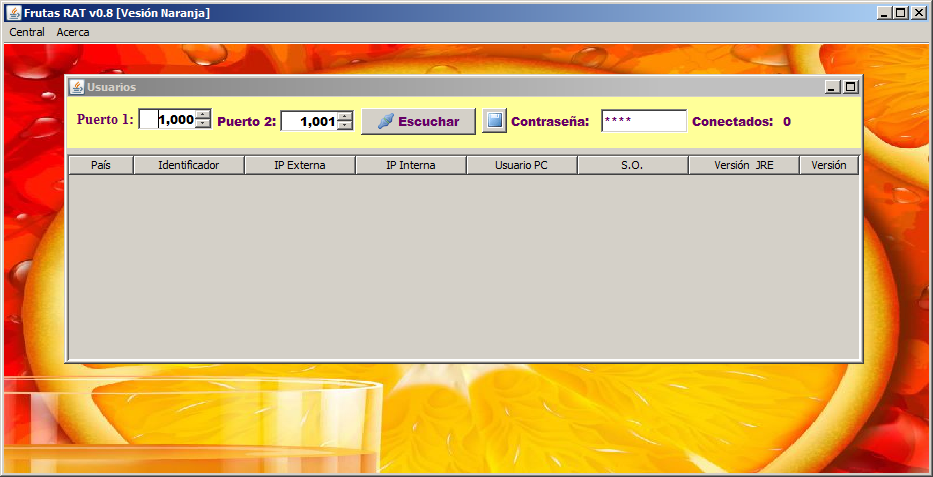 Frutas RAT v0.8 [Vesión Naranja]
Central Acerca
Usuarios
Puerto 1: 1,000 Puerto 2: 1,001 Escuchar Contraseña: **** Conectados: 0
País Identificador IP Externa IP Interna Usuario PC S.O. Versión JRE Versión